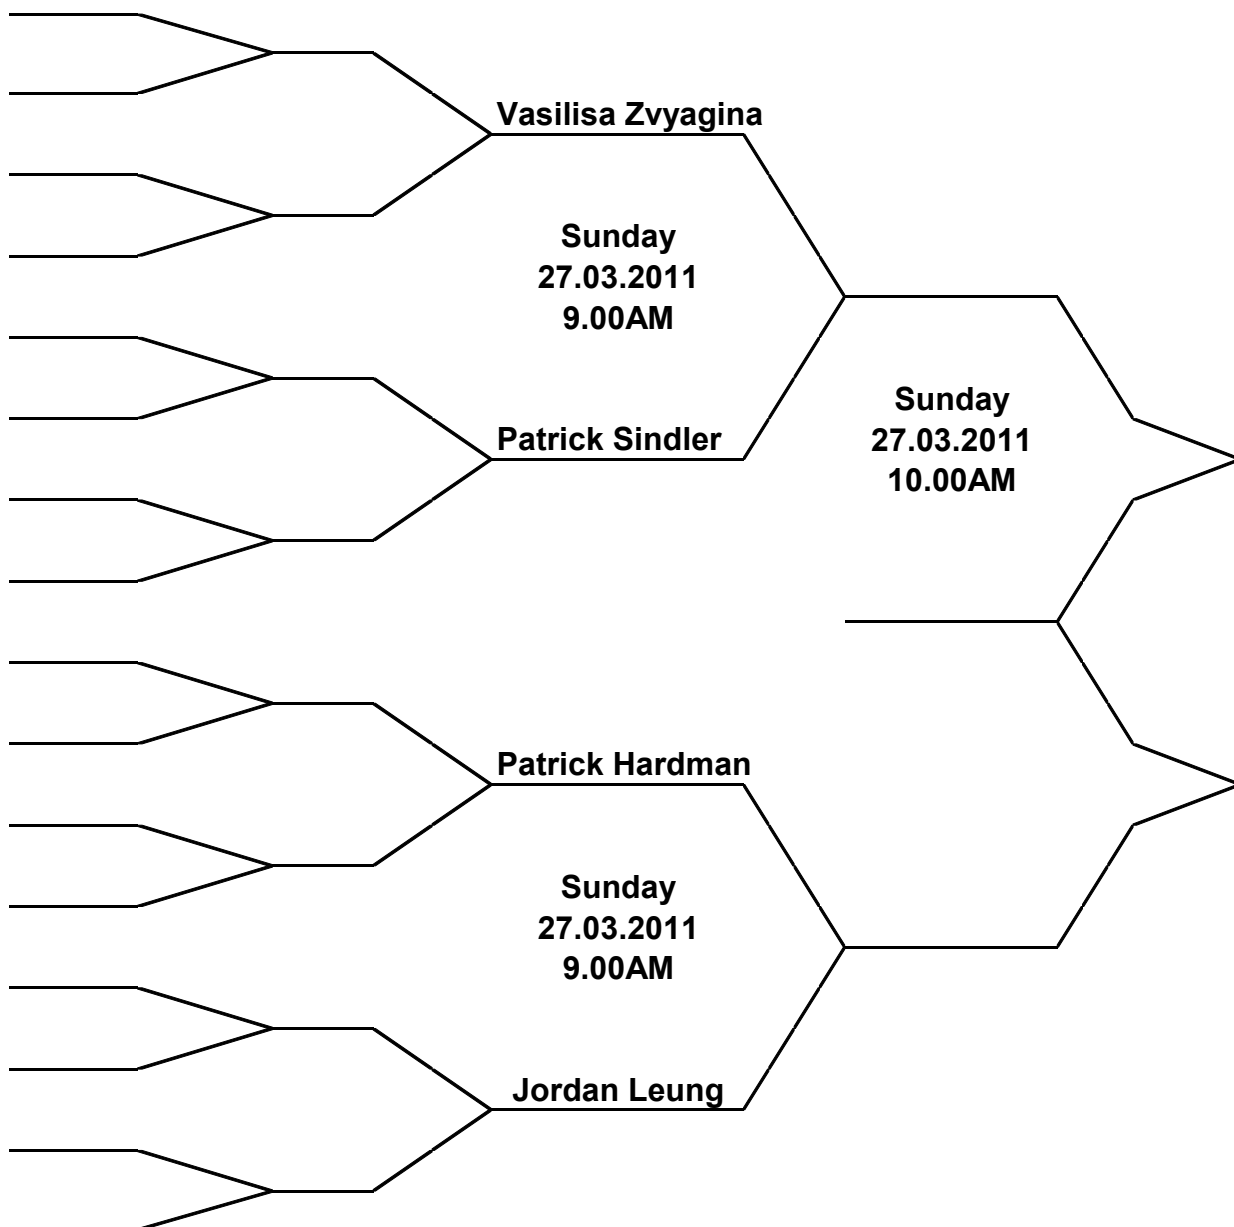 Vasilisa Zvyagina
Sunday
27.03.2011
9.00AM
Patrick Sindler
Sunday
27.03.2011
10.00AM
Patrick Hardman
Sunday
27.03.2011
9.00AM
Jordan Leung